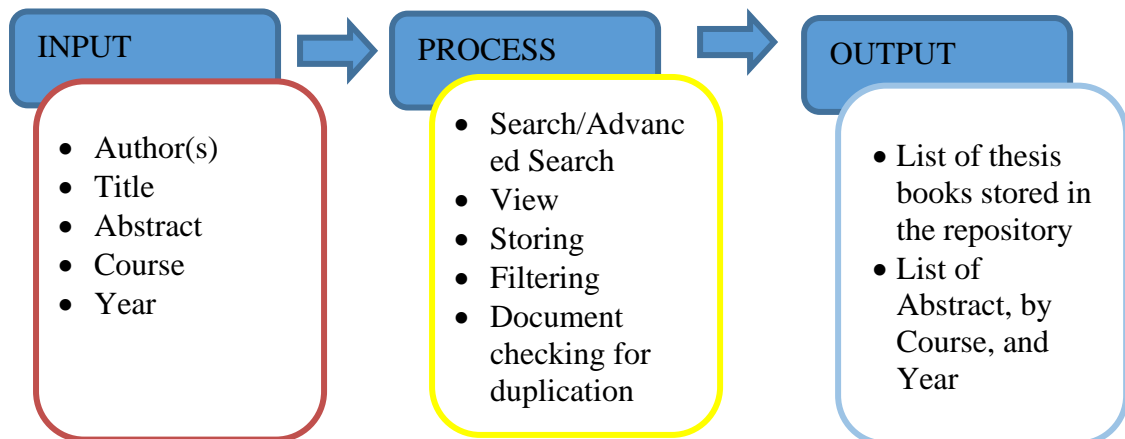 INPUT
• Author(s)
• Title
• Abstract
• Course
• Year
PROCESS
• Search/Advanc
ed Search
• View
• Storing
• Filtering
• Document
checking for
duplication
OUTPUT
• List of thesis
books stored in
the repository
• List of
Abstract, by
Course, and
Year